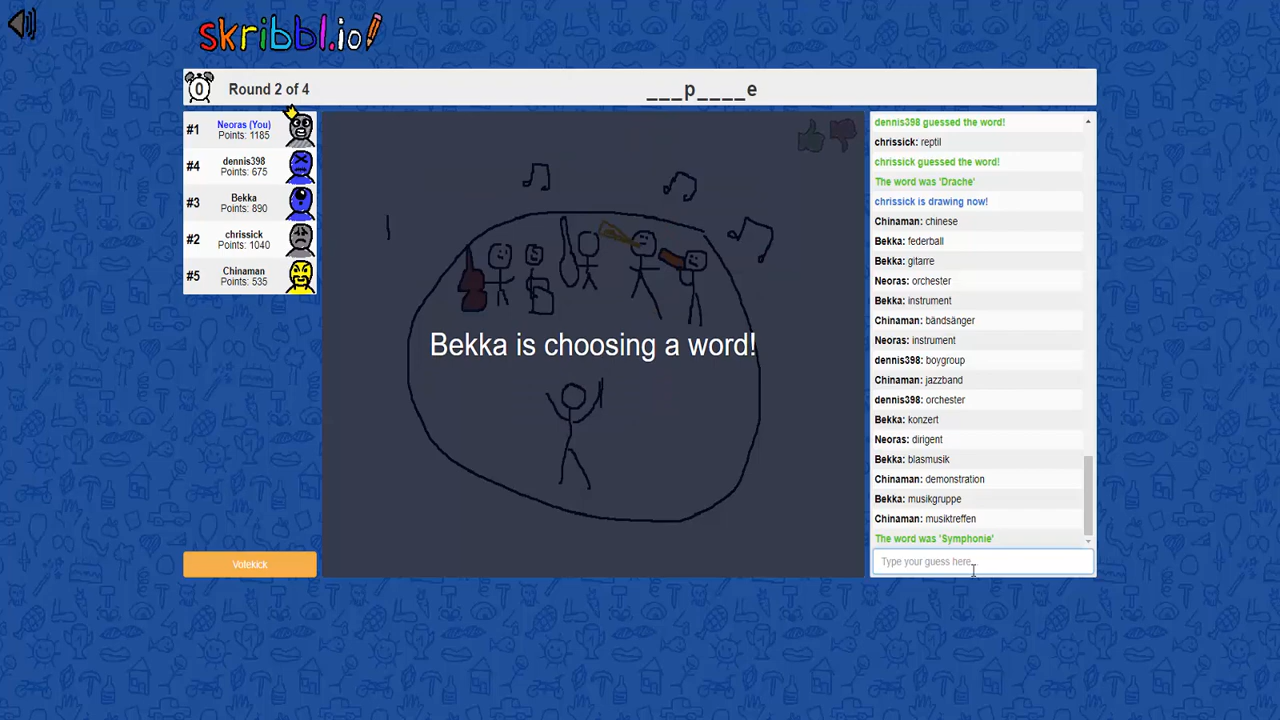 skribbl.io
0
Round 2 of 4
___p____e
#1
Neoras (You)
Points: 1185
#4
dennis398
Points: 675
#3
Bekka
Points: 890
#2
chrissick
Points: 1040
#5
Chinaman
Points: 535
Votekick
Bekka is choosing a word!
dennis398 guessed the word!
chrissick: reptil
chrissick guessed the word!
The word was 'Drache'
chrissick is drawing now!
Chinaman: chinese
Bekka: federball
Bekka: gitarre
Neoras: orchester
Bekka: instrument
Chinaman: bändsänger
Neoras: instrument
dennis398: boygroup
Chinaman: jazzband
dennis398: orchester
Bekka: konzert
Neoras: dirigent
Bekka: blasmusik
Chinaman: demonstration
Bekka: musikgruppe
Chinaman: musiktreffen
The word was 'Symphonie'
Type your guess here...